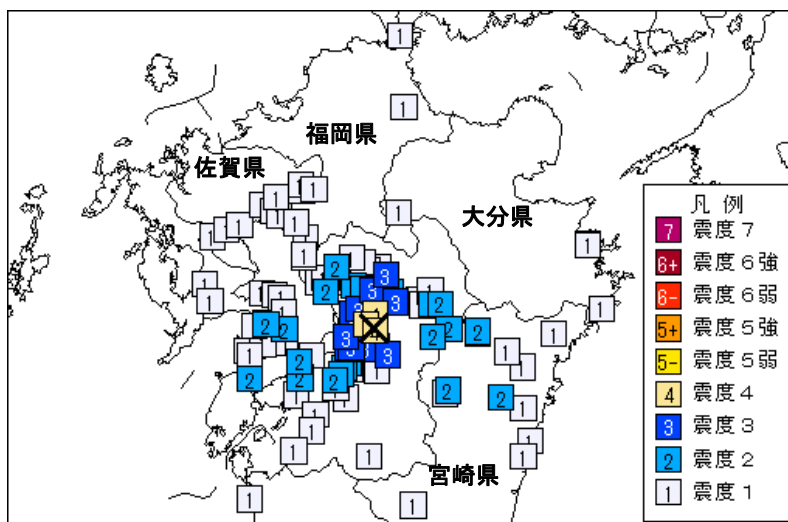 福岡県
佐賀県
大分県
宮崎県
凡 例
7 震度7
6+ 震度6強
6- 震度6弱
5+ 震度5強
5- 震度5弱
4 震度4
3 震度3
2 震度2
1 震度1